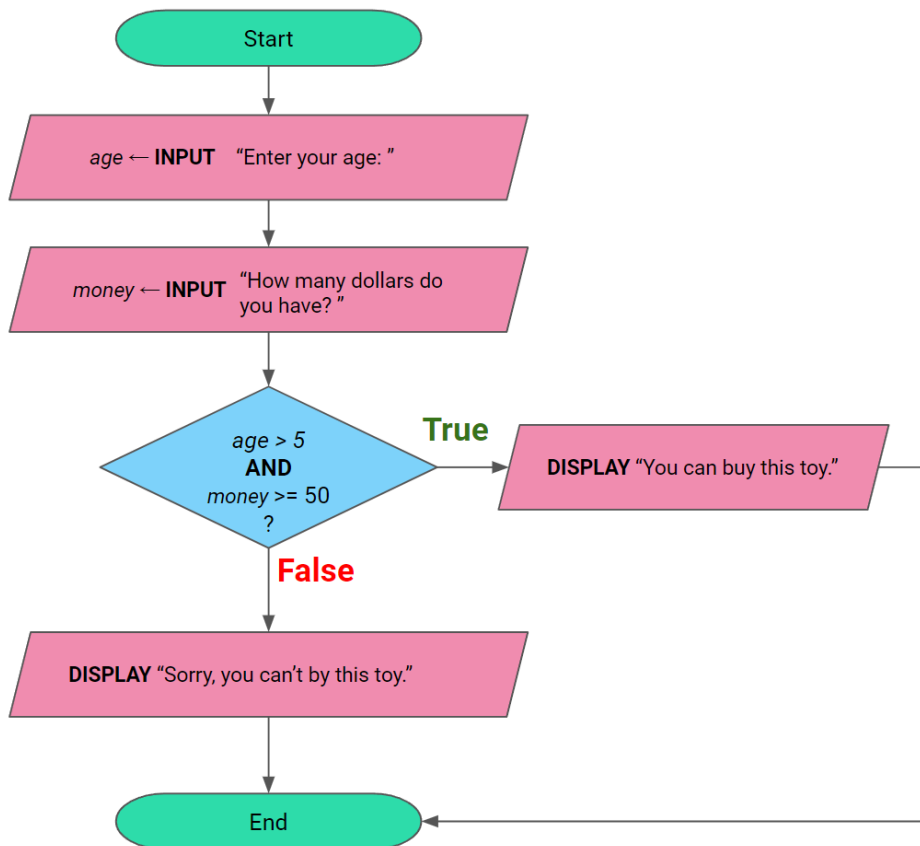 Start
age ← INPUT “Enter your age: ”
money ← INPUT “How many dollars do
you have? ”
age > 5
AND
money >= 50
?
True
DISPLAY “You can buy this toy.”
False
DISPLAY “Sorry, you can’t by this toy.”
End